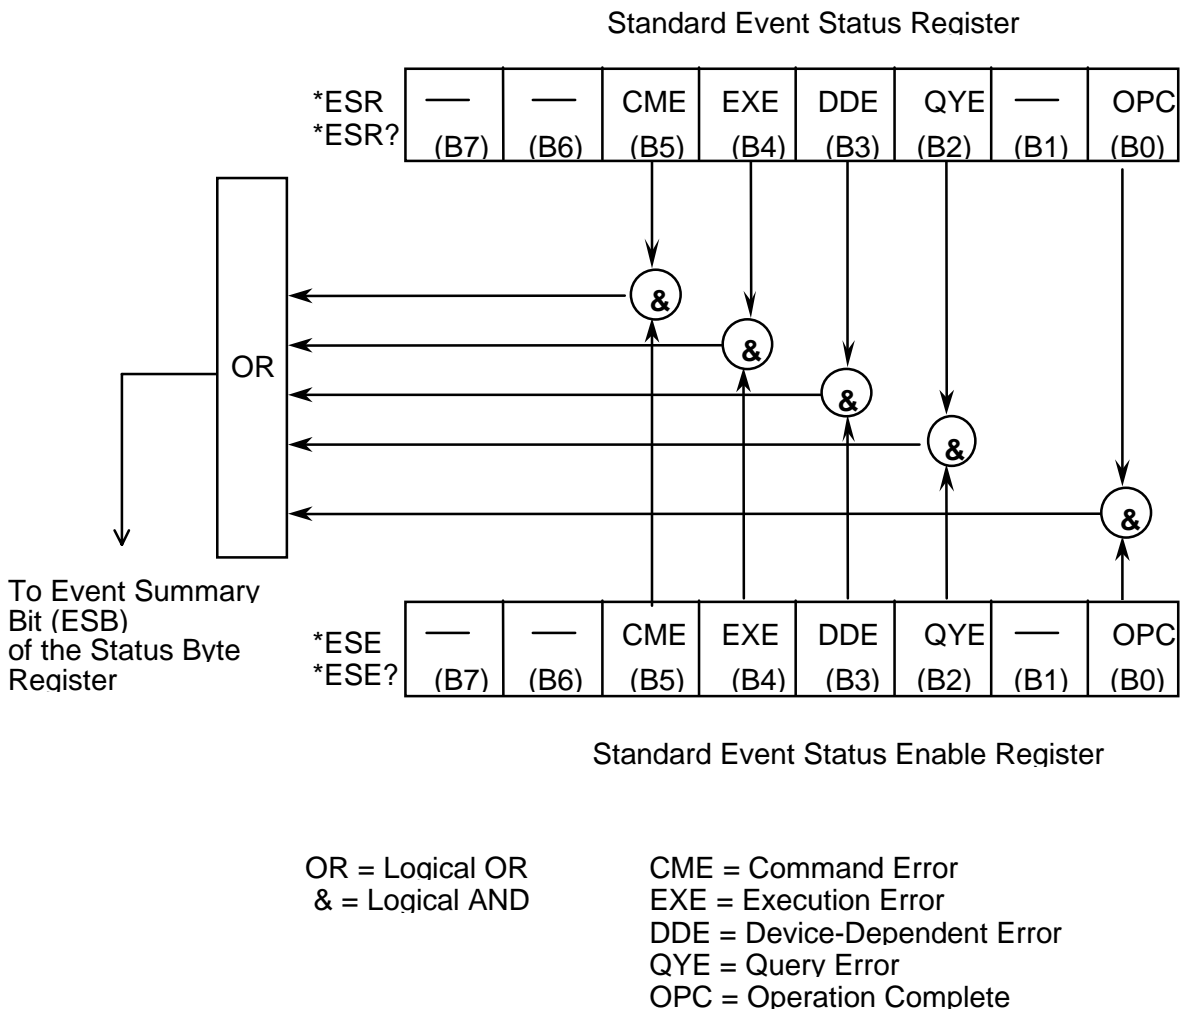 Standard Event Status Register
*ESR — — CME EXE DDE QYE — OPC
*ESR? (B7) (B6) (B5) (B4) (B3) (B2) (B1) (B0)
&
&
OR
&
&
&
To Event Summary
Bit (ESB)
of the Status Byte
Register
*ESE — — CME EXE DDE QYE — OPC
*ESE? (B7) (B6) (B5) (B4) (B3) (B2) (B1) (B0)
Standard Event Status Enable Register
OR = Logical OR
& = Logical AND
CME = Command Error
EXE = Execution Error
DDE = Device-Dependent Error
QYE = Query Error
OPC = Operation Complete